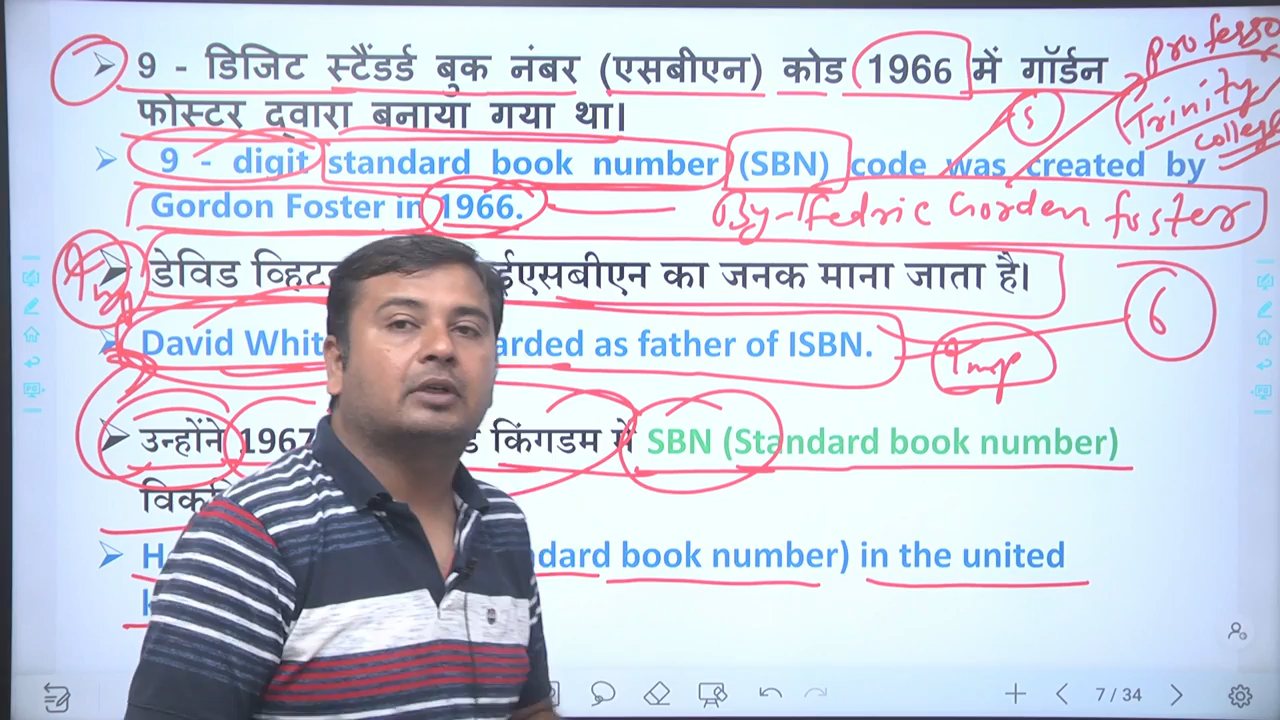 9 - डिजिट स्टैंडर्ड बुक नंबर (एसबीएन) कोड 1966 में गॉर्डन
फोस्टर द्वारा बनाया गया था।
Professo
Trinity
college
5
9 - digit standard book number (SBN) code was created by
Gordon Foster in 1966.
By-Fedric Gorden foster
Imp
डेविड व्हिट ईएसबीएन का जनक माना जाता है।
6
David Whit arded as father of ISBN.
Imp
उन्होंने 1967 किंगडम में SBN (Standard book number)
विक
H dard book number) in the united
k
7 / 34